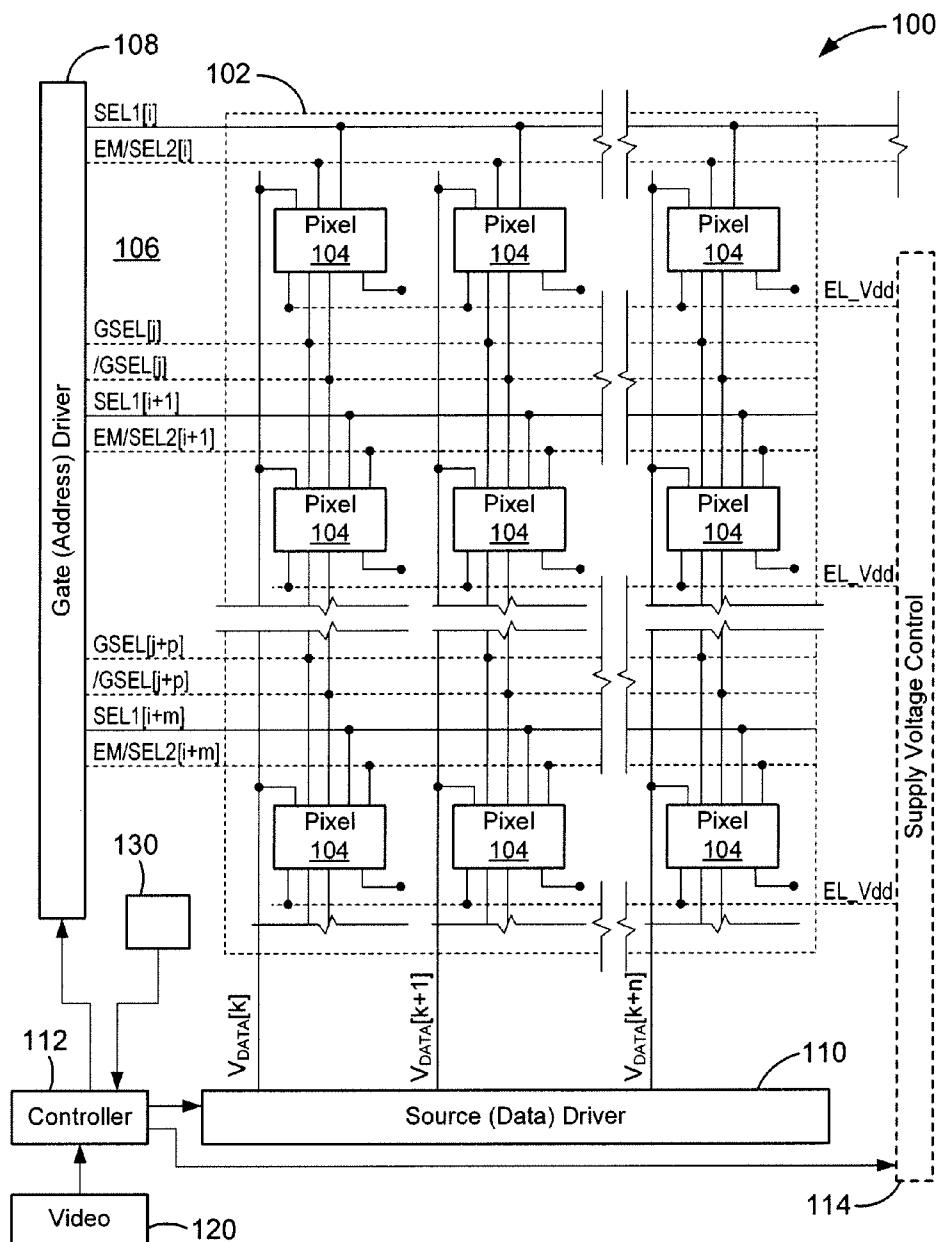 100
108
102
SEL1[i]
EM/SEL2[i]
Pixel 104 Pixel 104 Pixel 104
106
EL_Vdd
GSEL[j]
/GSEL[j]
SEL1[i+1]
EM/SEL2[i+1]
Gate (Address) Driver
Pixel 104 Pixel 104 Pixel 104
EL_Vdd
Supply Voltage Control
GSEL[j+p]
/GSEL[j+p]
SEL1[i+m]
EM/SEL2[i+m]
Pixel 104 Pixel 104 Pixel 104
130
EL_Vdd
VDATA[k]
VDATA[k+1]
VDATA[k+n]
112
110
Controller
Source (Data) Driver
114
Video
120